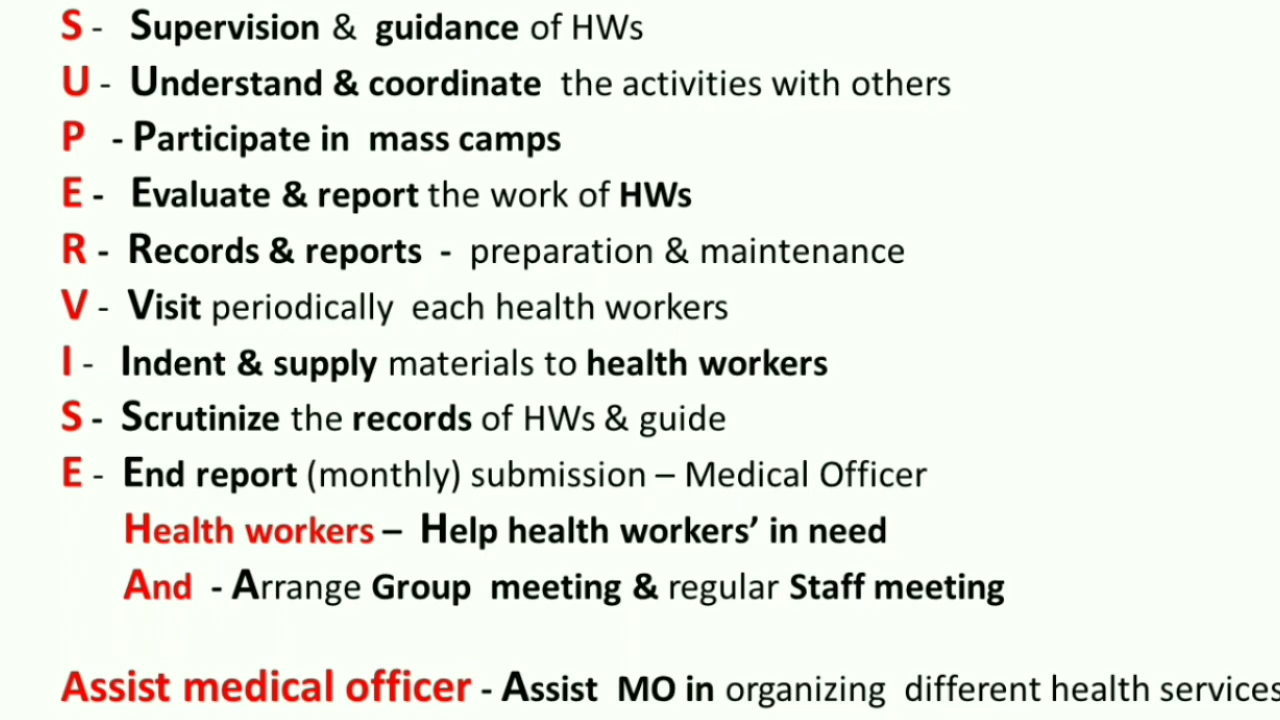 S - Supervision & guidance of HWs
U - Understand & coordinate the activities with others
P - Participate in mass camps
E - Evaluate & report the work of HWs
R - Records & reports - preparation & maintenance
V - Visit periodically each health workers
I - Indent & supply materials to health workers
S - Scrutinize the records of HWs & guide
E - End report (monthly) submission – Medical Officer
Health workers – Help health workers’ in need
And - Arrange Group meeting & regular Staff meeting
Assist medical officer - Assist MO in organizing different health services